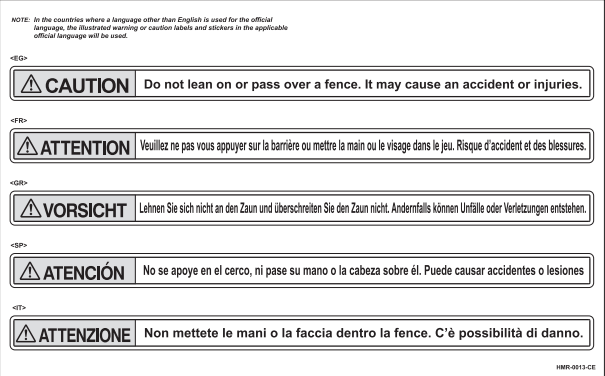 NOTE: In the countries where a language other than English is used for the official
language, the illustrated warning or caution labels and stickers in the applicable
official language will be used.
<EG>
CAUTION Do not lean on or pass over a fence. It may cause an accident or injuries.
<FR>
ATTENTION Veuillez ne pas vous appuyer sur la barrière ou mettre la main ou le visage dans le jeu. Risque d'accident et des blessures.
<GR>
VORSICHT Lehnen Sie sich nicht an den Zaun und überschreiten Sie den Zaun nicht. Andernfalls können Unfälle oder Verletzungen entstehen.
<SP>
ATENCIÓN No se apoye en el cerco, ni pase su mano o la cabeza sobre él. Puede causar accidentes o lesiones
<IT>
ATTENZIONE Non mettete le mani o la faccia dentro la fence. C'è possibilità di danno.
HMR-0013-CE